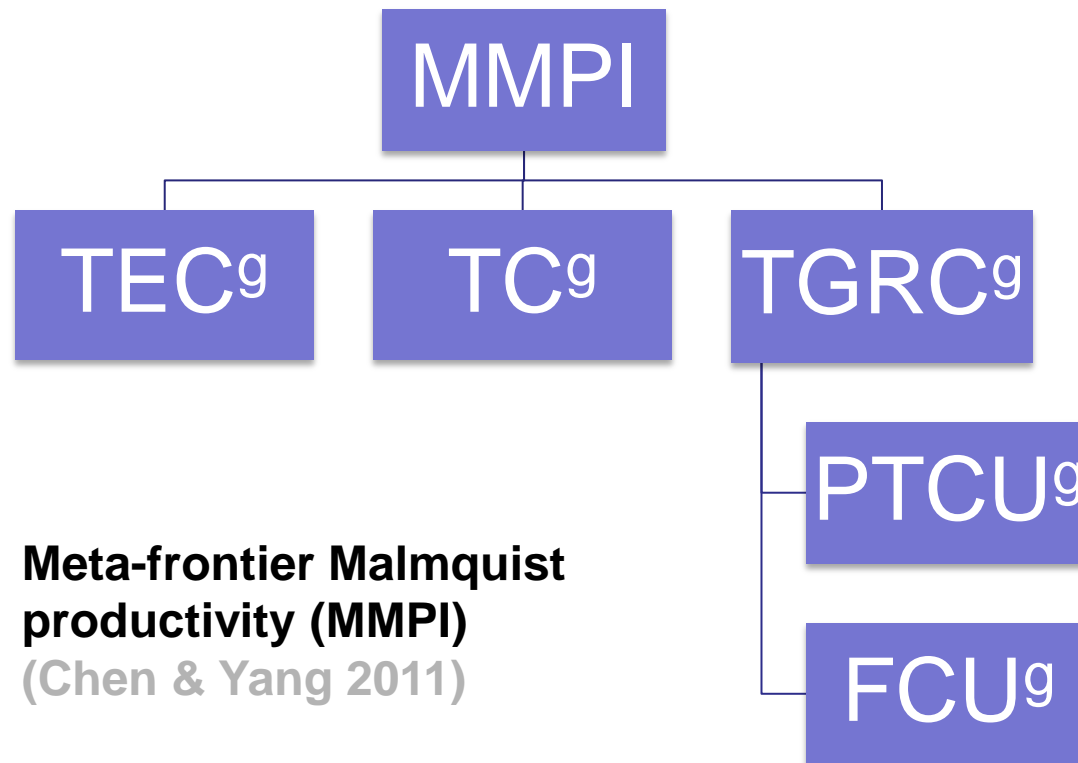 MMPI
TECᵍ
TCᵍ
TGRCᵍ
PTCUᵍ
FCUᵍ
Meta-frontier Malmquist
productivity (MMPI)
(Chen & Yang 2011)